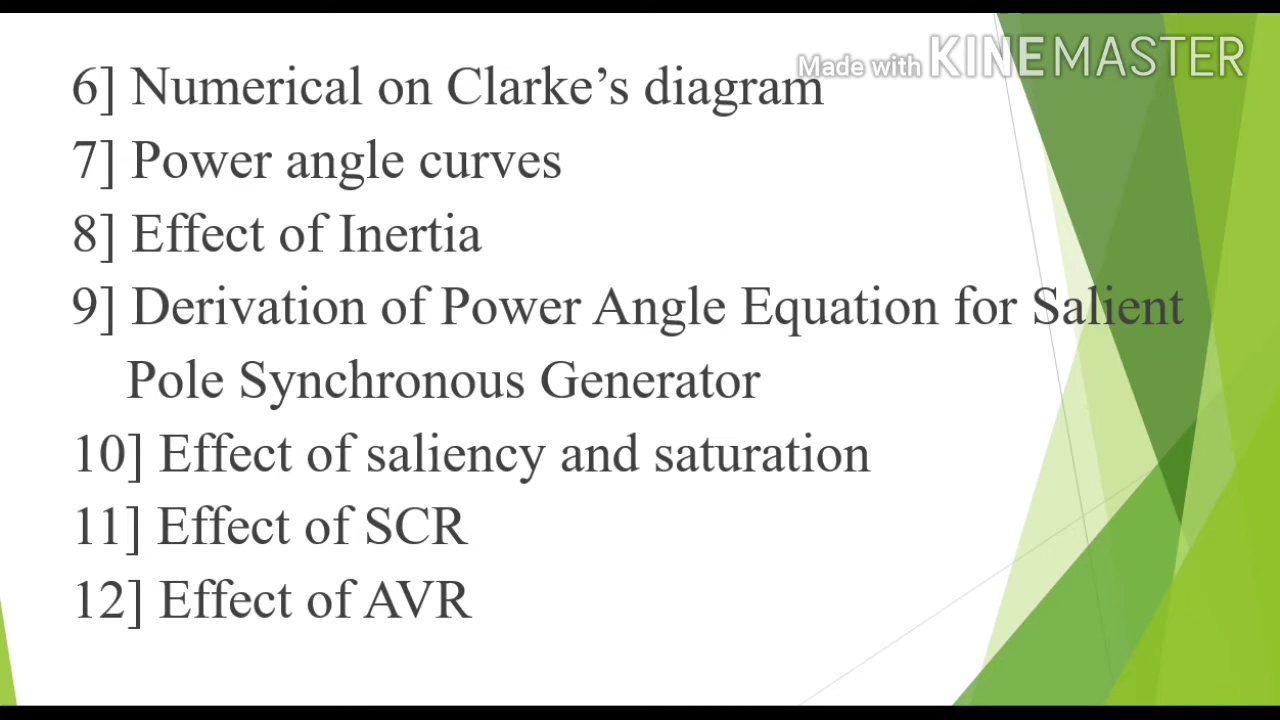 Made with KINEMASTER
6] Numerical on Clarke’s diagram
7] Power angle curves
8] Effect of Inertia
9] Derivation of Power Angle Equation for Salient
Pole Synchronous Generator
10] Effect of saliency and saturation
11] Effect of SCR
12] Effect of AVR